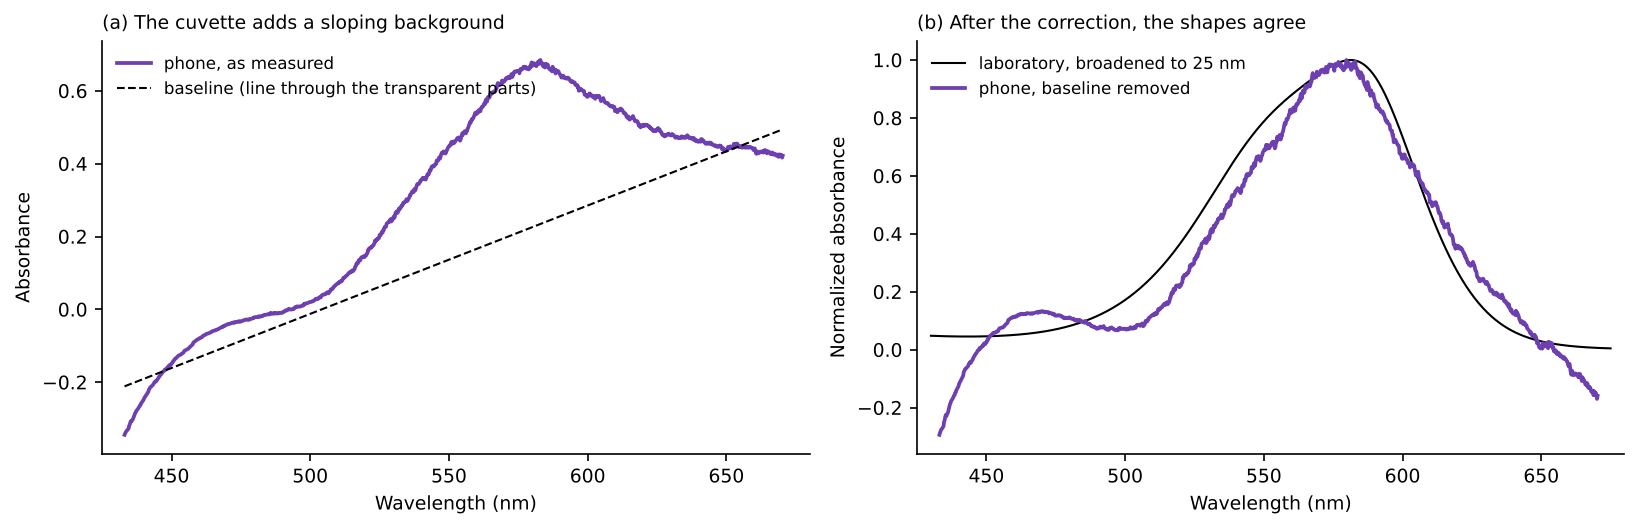 (a) The cuvette adds a sloping background
phone, as measured
baseline (line through the transparent parts)
Absorbance
0.6
0.4
0.2
0.0
−0.2
450
500
550
600
650
Wavelength (nm)
(b) After the correction, the shapes agree
laboratory, broadened to 25 nm
phone, baseline removed
Normalized absorbance
1.0
0.8
0.6
0.4
0.2
0.0
−0.2
450
500
550
600
650
Wavelength (nm)